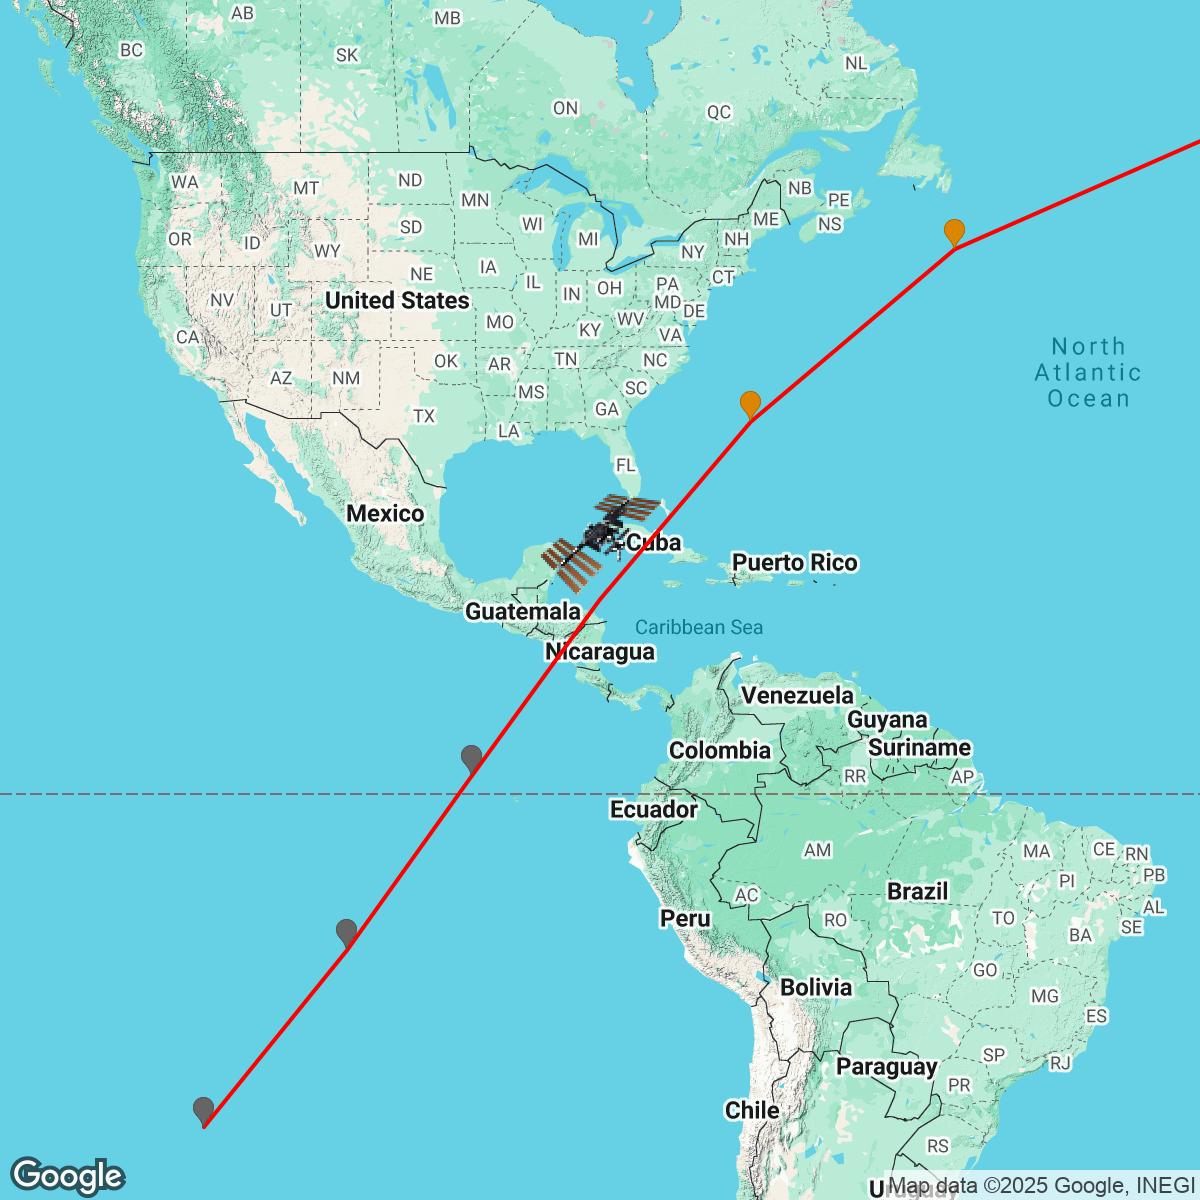 AB
MB
BC
SK
NL
ON
QC
WA
MT
ND
NB
PE
MN
ME
NS
OR
ID
SD
WI
MI
NH
WY
NY
NE
IA
CT
NV
IL
OH
PA
United States
IN
MD
UT
DE
MO
WV
CA
KY
VA
North
Atlantic
Ocean
OK
AR
TN
NC
AZ
NM
MS
SC
TX
GA
LA
FL
Mexico
Cuba
Puerto Rico
Guatemala
Caribbean Sea
Nicaragua
Venezuela
Guyana
Colombia
Suriname
RR
AP
Ecuador
AM
MA
CE
RN
PI
PB
AC
Brazil
AL
Peru
RO
TO
SE
BA
GO
Bolivia
MG
ES
SP
RJ
Paraguay
PR
Chile
RS
Google
Uruguay
Map data ©2025 Google, INEGI